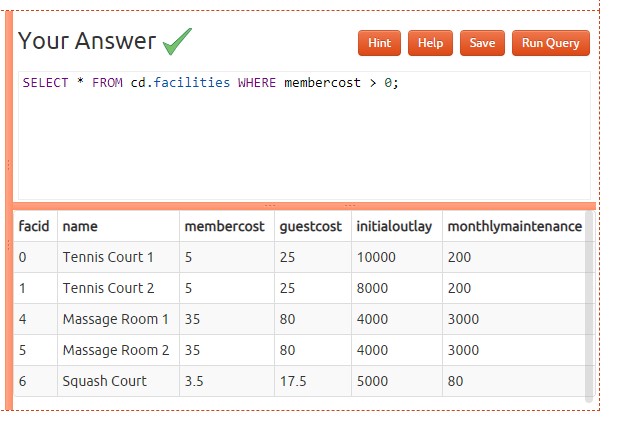 Your Answer
Hint Help Save Run Query
SELECT * FROM cd.facilities WHERE membercost > 0;
facid name membercost guestcost initialoutlay monthlymaintenance
0 Tennis Court 1 5 25 10000 200
1 Tennis Court 2 5 25 8000 200
4 Massage Room 1 35 80 4000 3000
5 Massage Room 2 35 80 4000 3000
6 Squash Court 3.5 17.5 5000 80